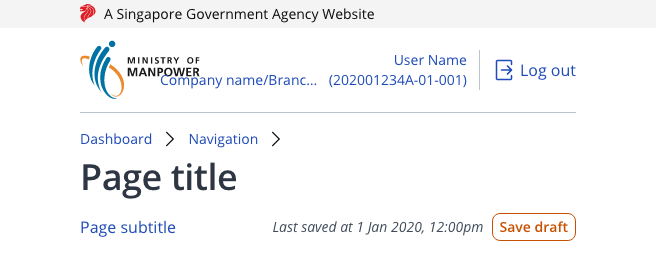 A Singapore Government Agency Website
MINISTRY OF
MANPOWER
User Name
Company name/Branc... (202001234A-01-001)
Log out
Dashboard
Navigation
Page title
Page subtitle
Last saved at 1 Jan 2020, 12:00pm
Save draft